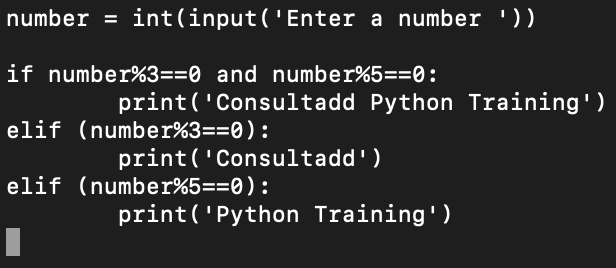 number = int(input('Enter a number '))
if number%3==0 and number%5==0:
        print('Consultadd Python Training')
elif (number%3==0):
        print('Consultadd')
elif (number%5==0):
        print('Python Training')